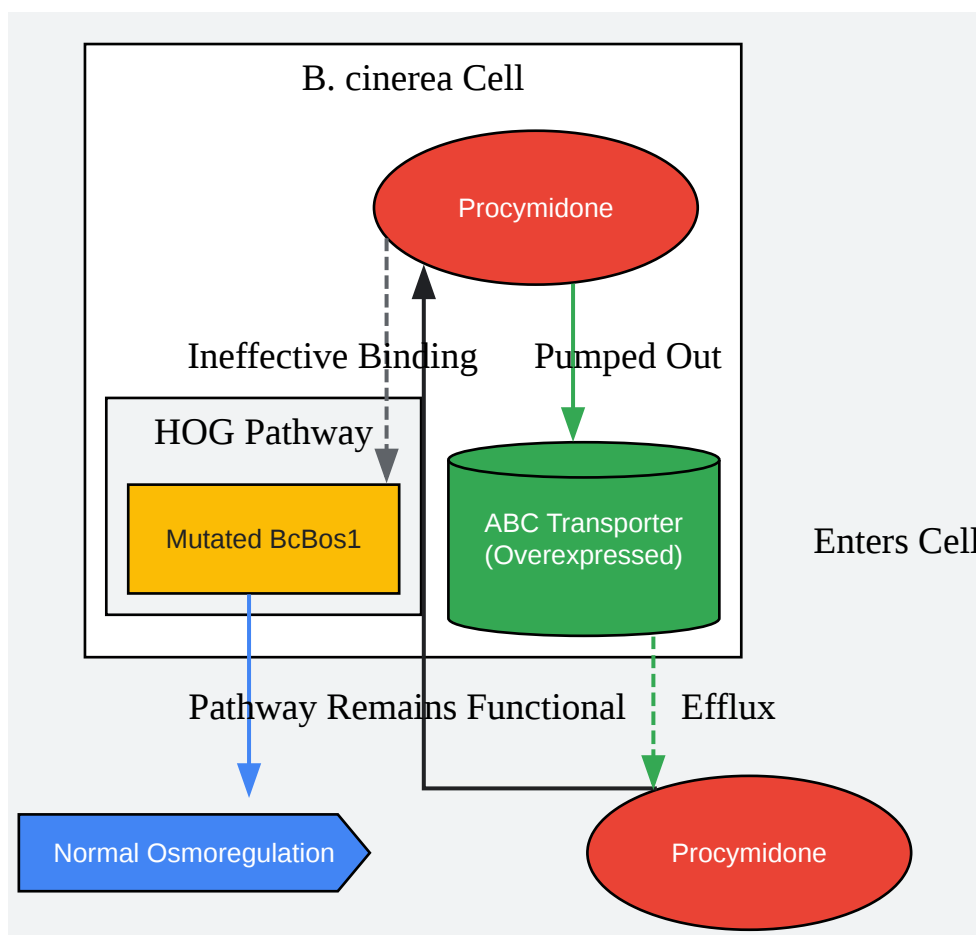 B. cinerea Cell
Procymidone
Ineffective Binding
Pumped Out
HOG Pathway
Mutated BcBos1
ABC Transporter
(Overexpressed)
Enters Cell
Pathway Remains Functional
Efflux
Normal Osmoregulation
Procymidone